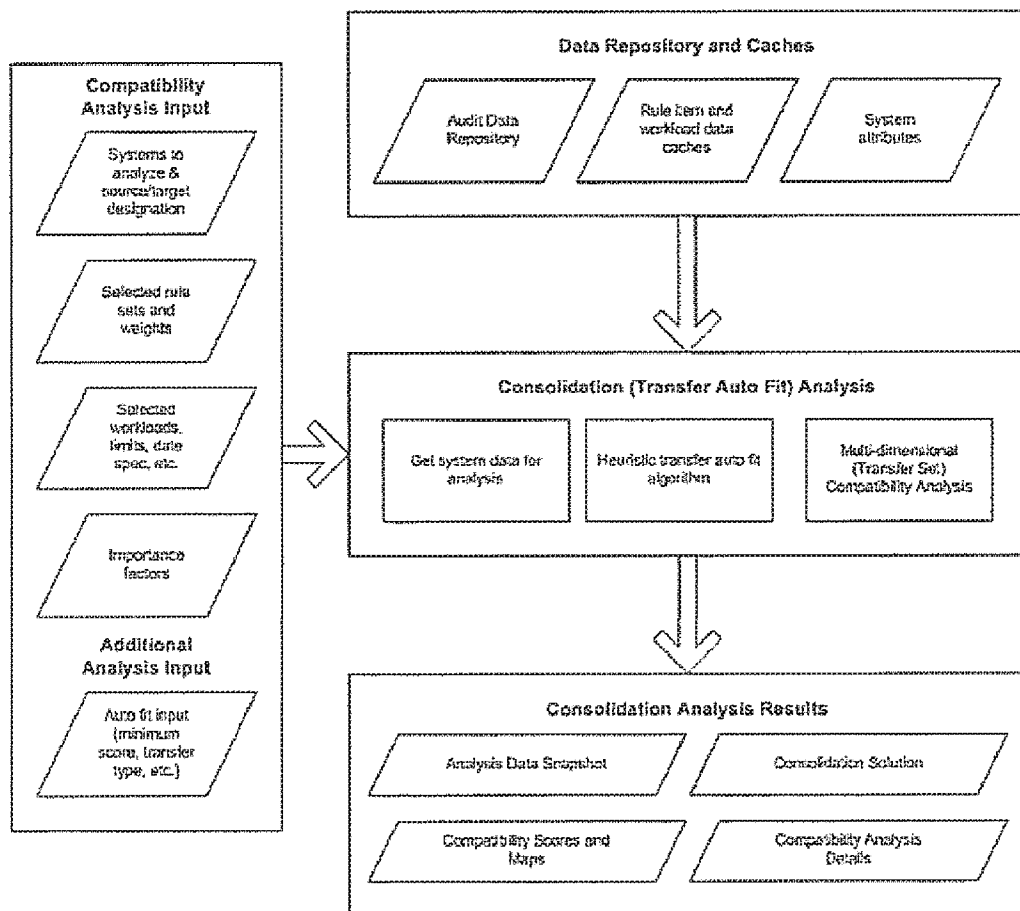 Compatibility
Analysis Input
Systems to
analyze &
source/target
designation
Selected rule
sets and
weights
Selected
workloads,
limits, date
spec, etc.
Importance
factors
Additional
Analysis Input
Auto fit input
(minimum
score, transfer
type, etc.)
Data Repository and Caches
Audit Data
Repository
Rule item and
workload data
caches
System
attributes
Consolidation (Transfer Auto Fit) Analysis
Get system data for
analysis
Heuristic transfer auto fit
algorithm
Multi-dimensional
(Transfer Set)
Compatibility Analysis
Consolidation Analysis Results
Analysis Data Snapshot
Consolidation Solution
Compatibility Scores and
Maps
Compatibility Analysis
Details